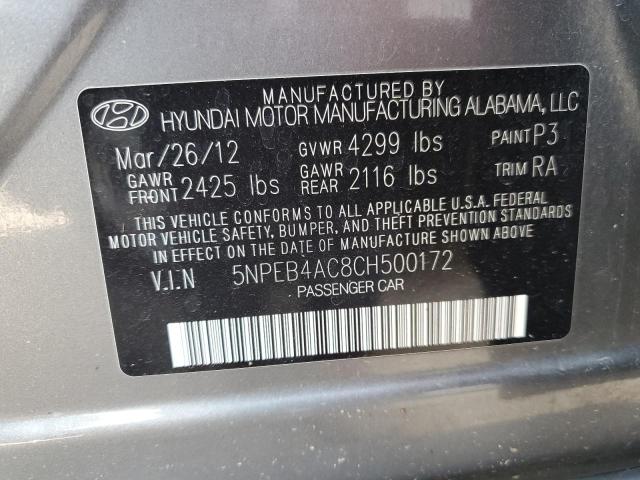 MANUFACTURED BY
HYUNDAI MOTOR MANUFACTURING ALABAMA, LLC
Mar/26/12 GVWR 4299 lbs PAINT P3
GAWR FRONT 2425 lbs GAWR REAR 2116 lbs TRIM RA
THIS VEHICLE CONFORMS TO ALL APPLICABLE U.S.A. FEDERAL
MOTOR VEHICLE SAFETY, BUMPER, AND THEFT PREVENTION STANDARDS
IN EFFECT ON THE DATE OF MANUFACTURE SHOWN ABOVE.
V.I.N 5NPEB4AC8CH500172
PASSENGER CAR